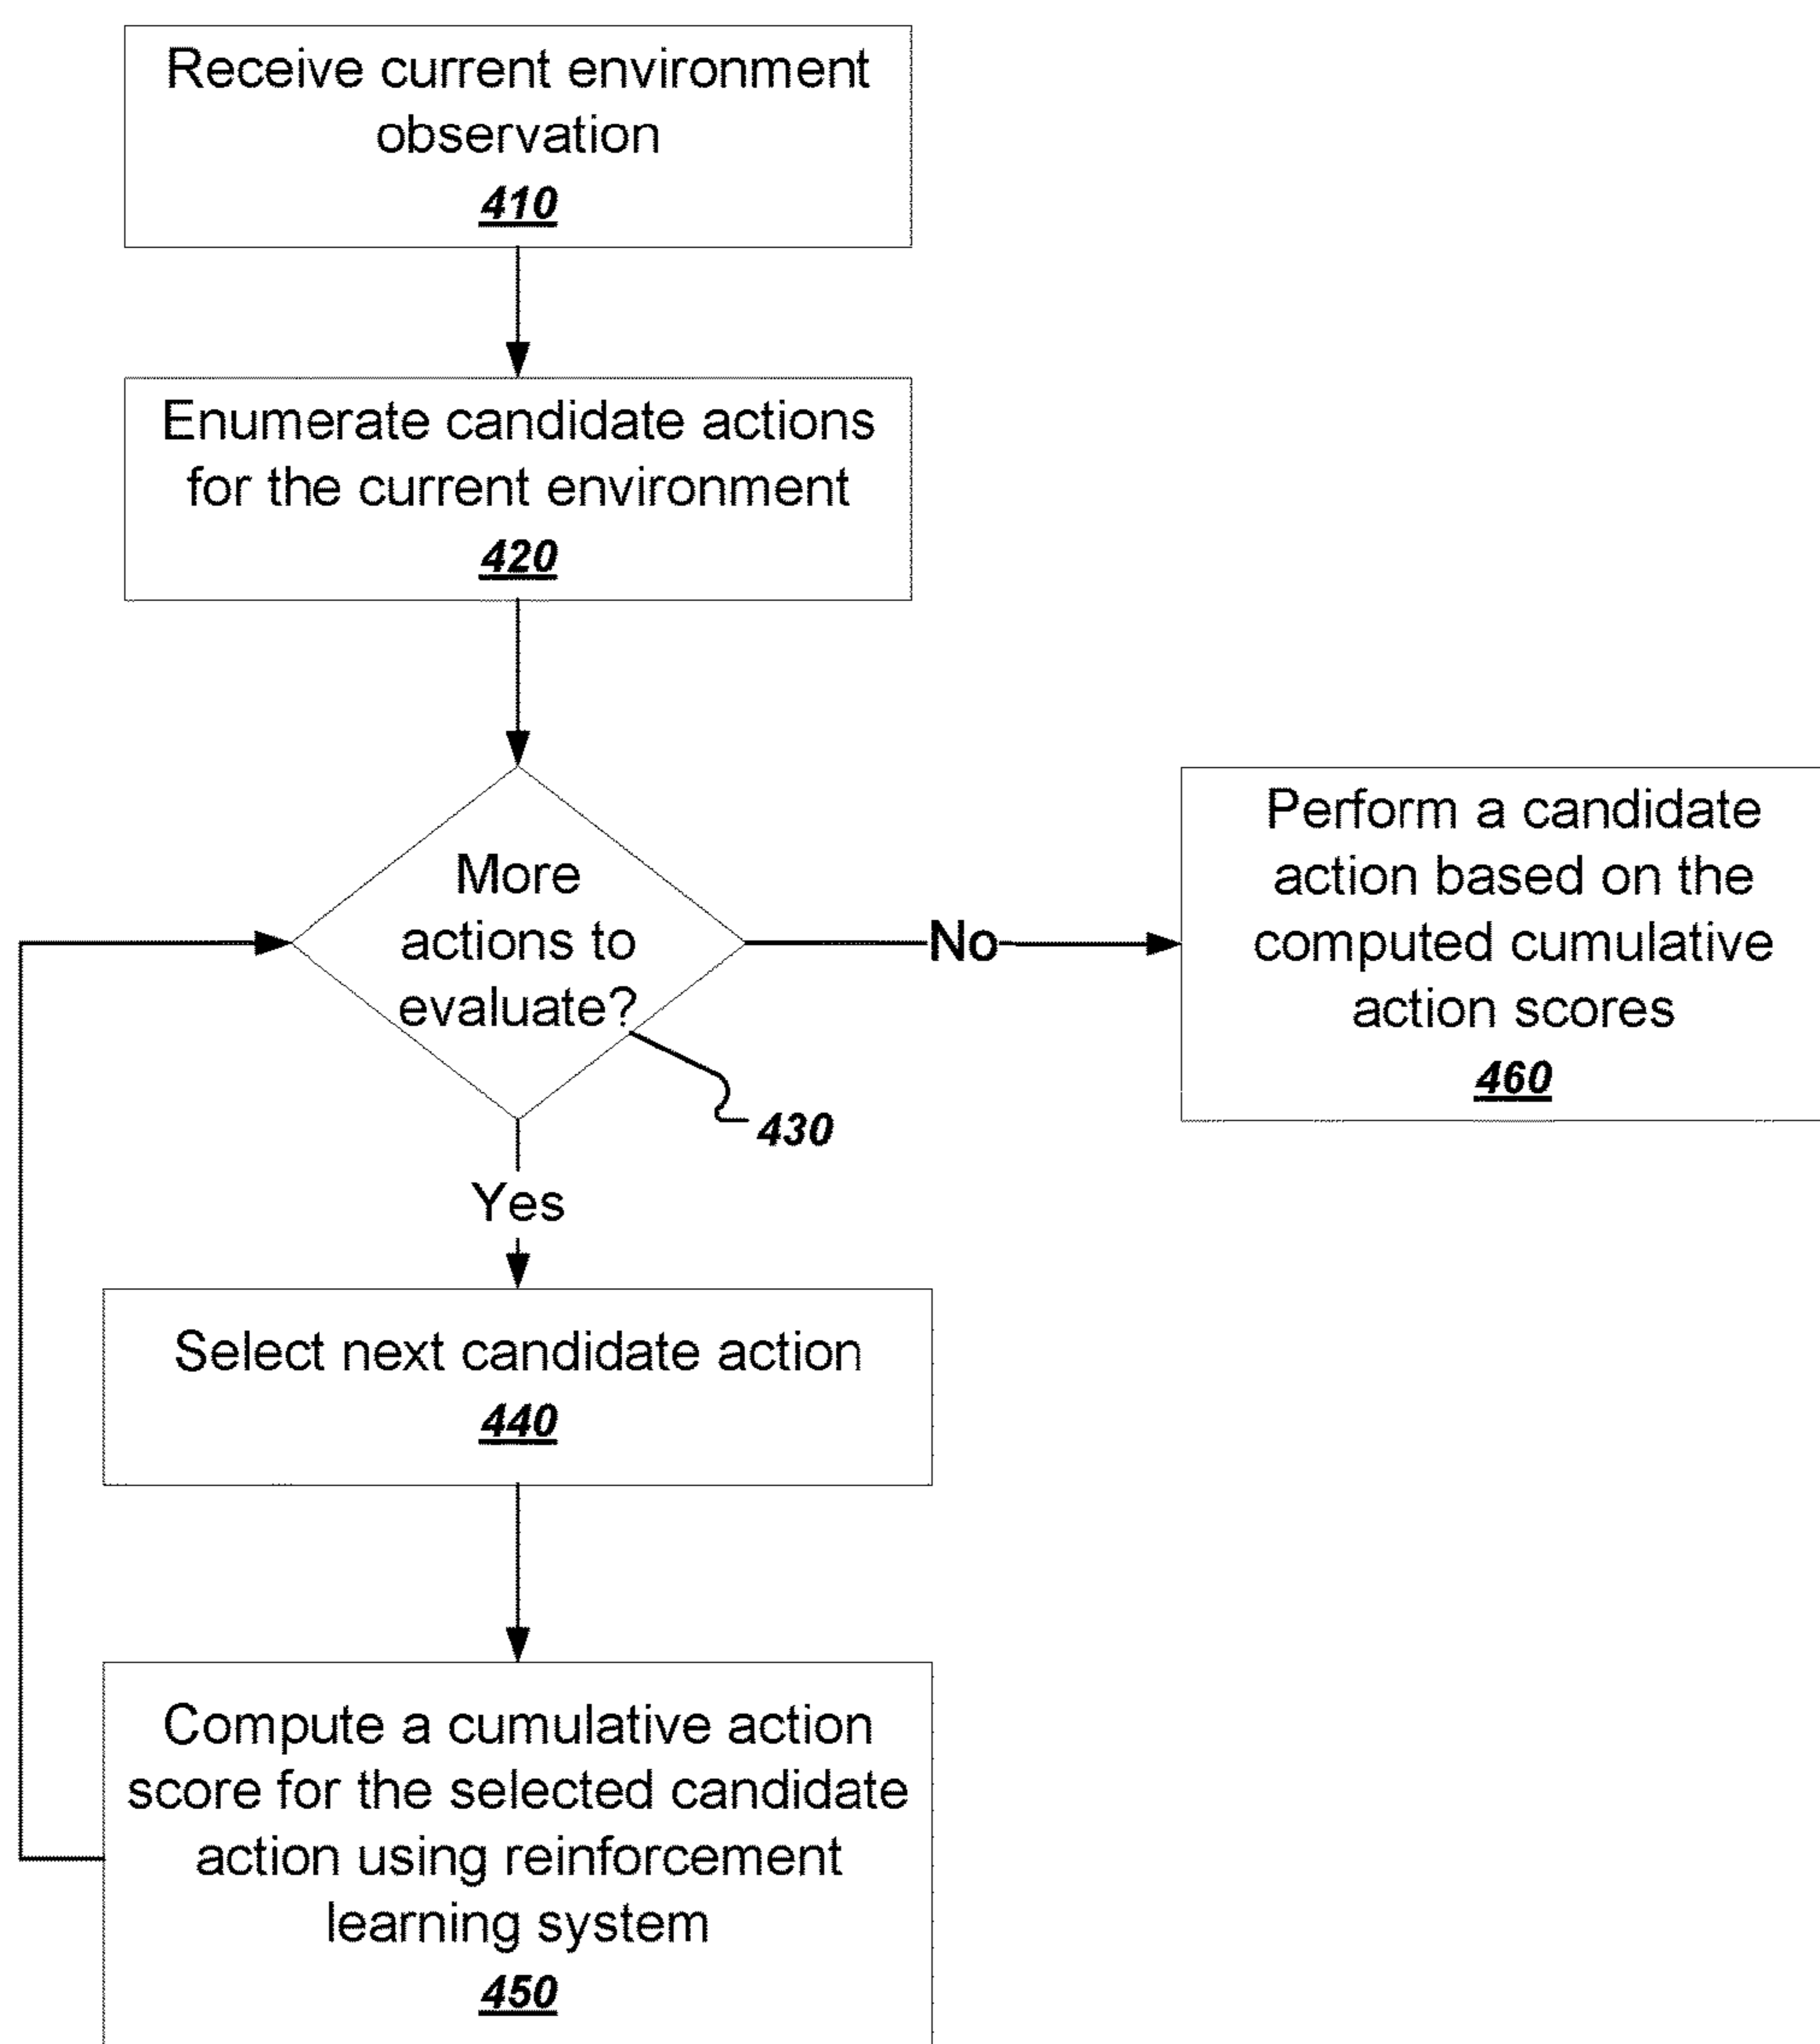 Receive current environment
observation
410
Enumerate candidate actions
for the current environment
420
More
actions to
evaluate?
430
No
Perform a candidate
action based on the
computed cumulative
action scores
460
Yes
Select next candidate action
440
Compute a cumulative action
score for the selected candidate
action using reinforcement
learning system
450